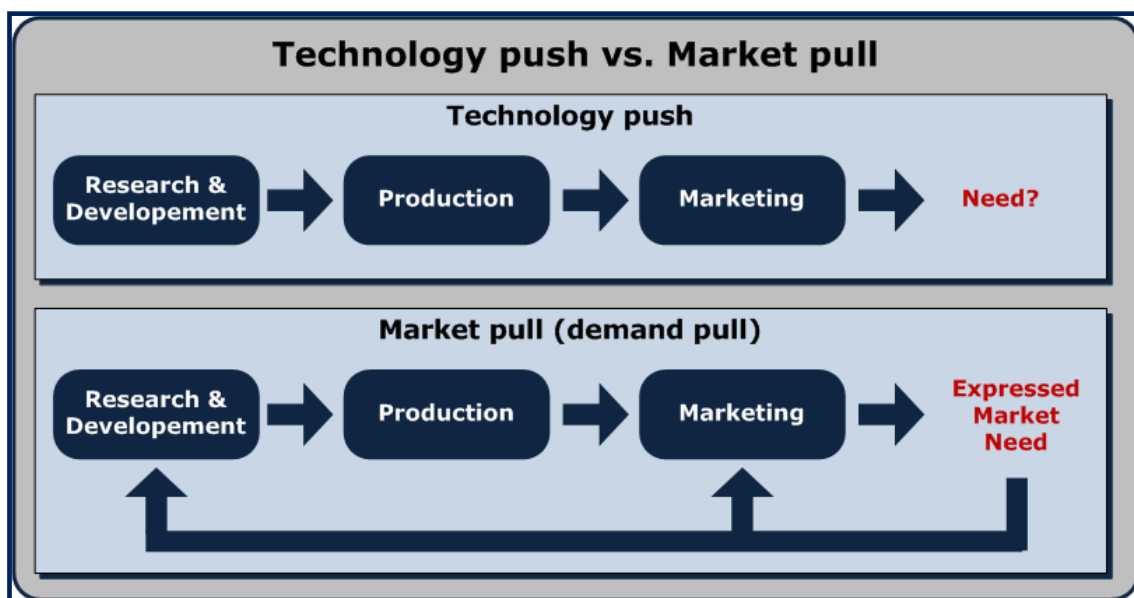 Technology push vs. Market pull
Technology push
Research &
Developement
Production
Marketing
Need?
Market pull (demand pull)
Research &
Developement
Production
Marketing
Expressed
Market
Need